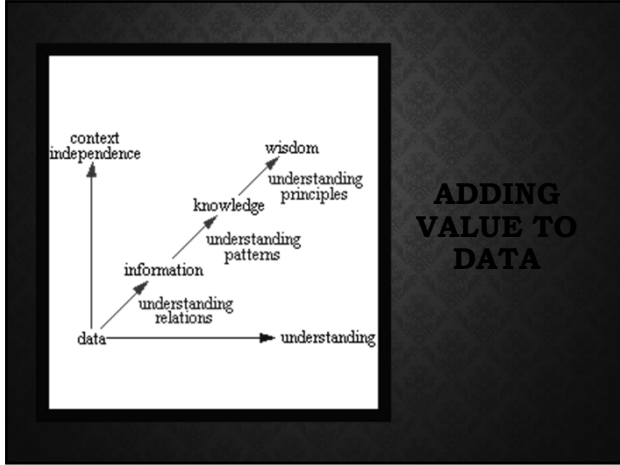 context
independence
wisdom
understanding
principles
knowledge
understanding
patterns
information
understanding
relations
data
understanding
ADDING
VALUE TO
DATA